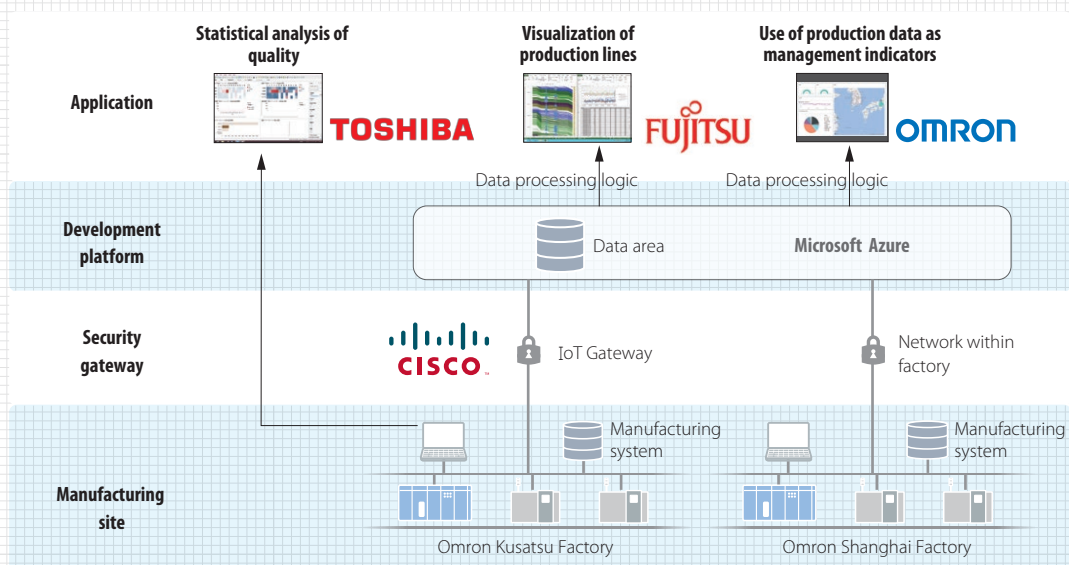 Statistical analysis of
quality
Visualization of
production lines
Use of production data as
management indicators
Application
TOSHIBA
FUJITSU
OMRON
Data processing logic
Data processing logic
Development
platform
Data area
Microsoft Azure
Security
gateway
CISCO
IoT Gateway
Network within
factory
Manufacturing
system
Manufacturing
system
Manufacturing
site
Omron Kusatsu Factory
Omron Shanghai Factory